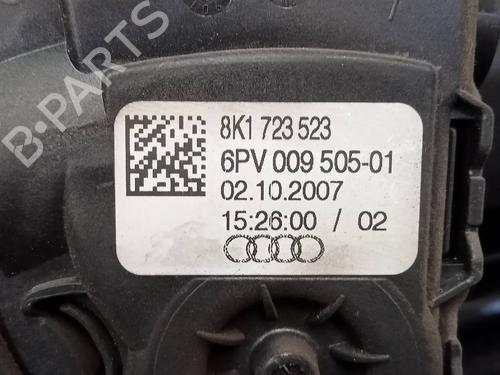 B-PARTS
8K1 723 523
6PV 009 505-01
02.10.2007
15:26:00 / 02